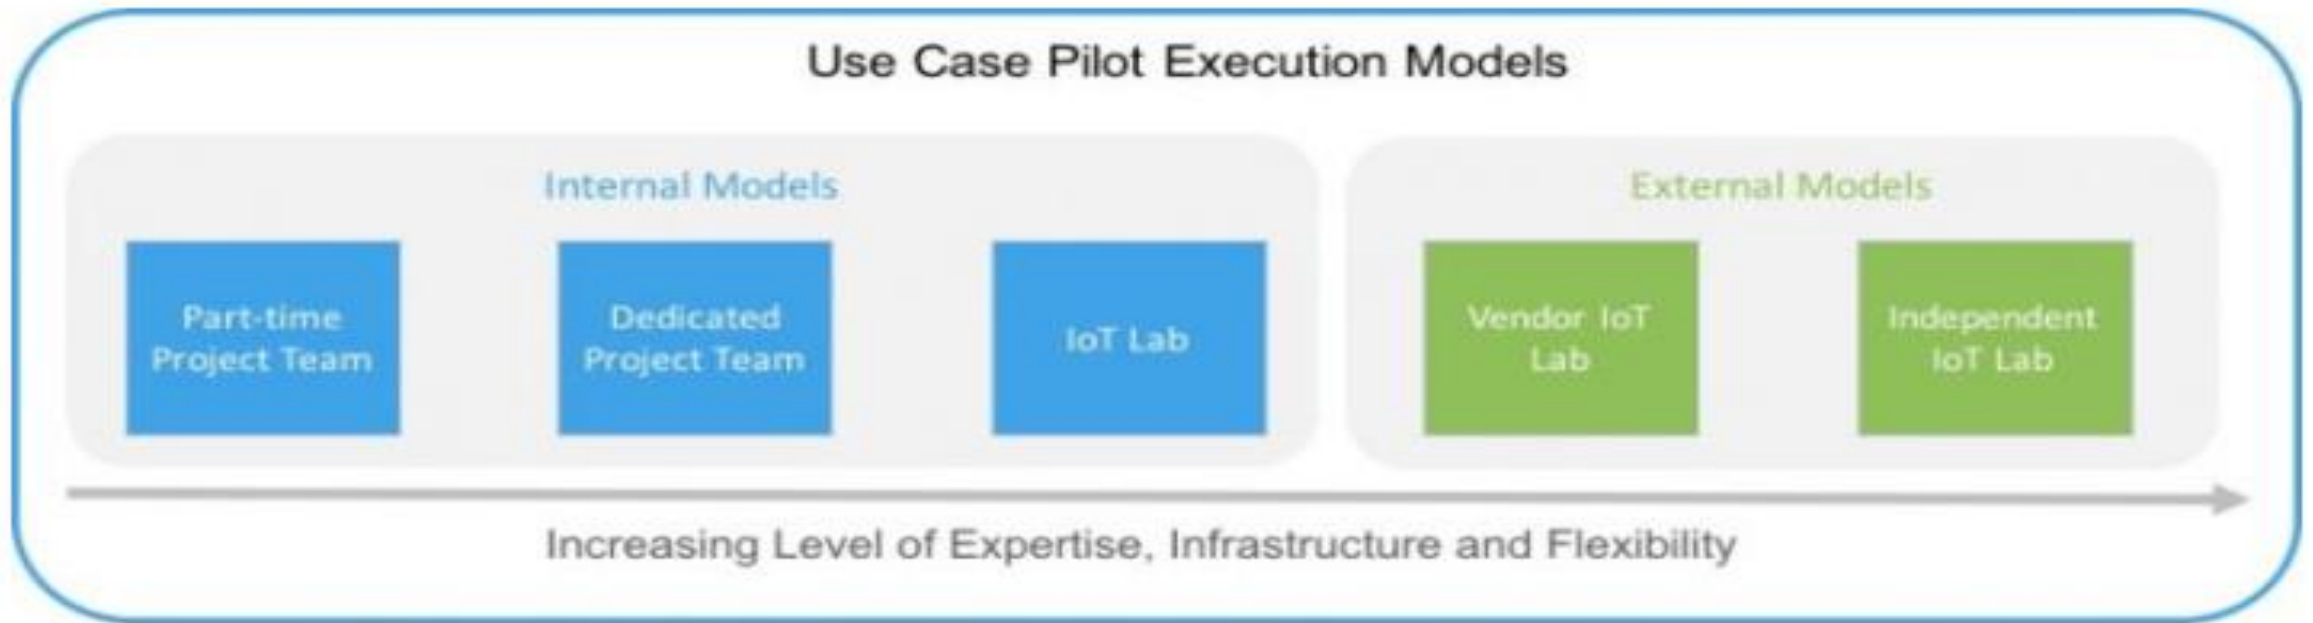 Use Case Pilot Execution Models
Internal Models
Part-time
Project Team
Dedicated
Project Team
IoT Lab
External Models
Vendor IoT
Lab
Independent
IoT Lab
Increasing Level of Expertise, Infrastructure and Flexibility